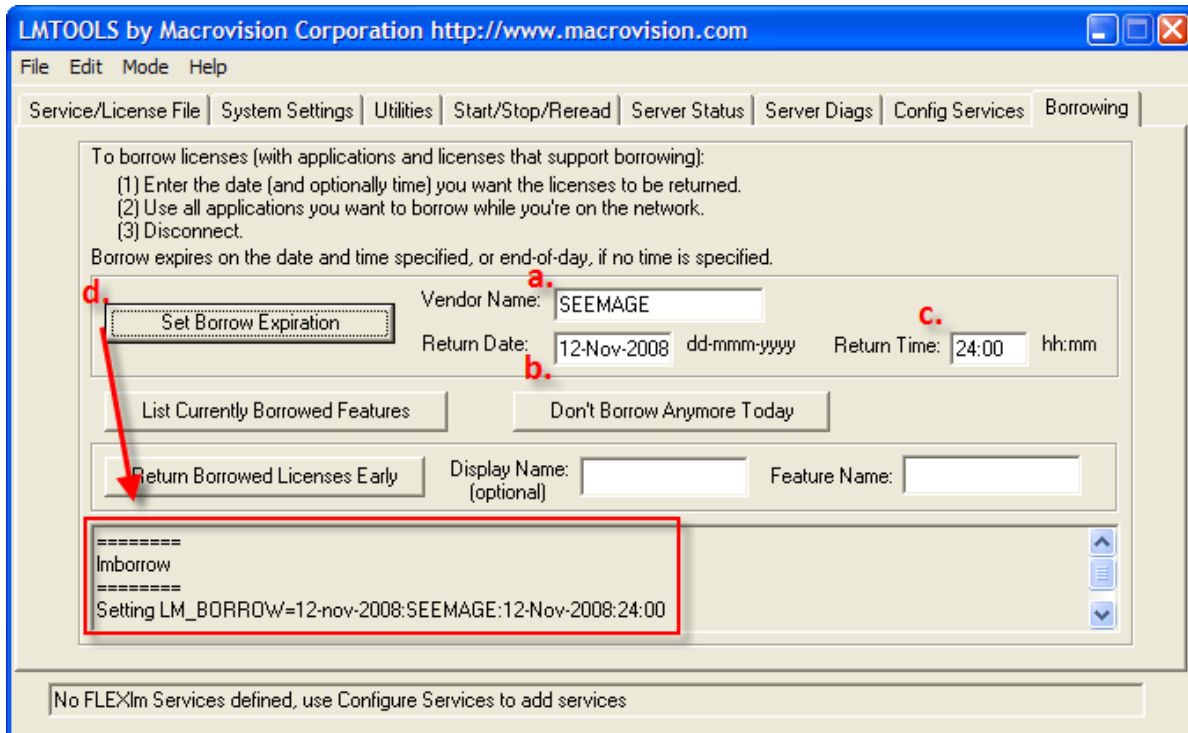 LMTOOLS by Macrovision Corporation http://www.macrovision.com
File Edit Mode Help
Service/License File System Settings Utilities Start/Stop/Reread Server Status Server Diags Config Services Borrowing
To borrow licenses (with applications and licenses that support borrowing):
(1) Enter the date (and optionally time) you want the licenses to be returned.
(2) Use all applications you want to borrow while you're on the network.
(3) Disconnect.
Borrow expires on the date and time specified, or end-of-day, if no time is specified.
d. Set Borrow Expiration
a. Vendor Name: SEEMAGE
b. Return Date: 12-Nov-2008 dd-mmm-yyyy
c. Return Time: 24:00 hh:mm
List Currently Borrowed Features Don't Borrow Anymore Today
Return Borrowed Licenses Early Display Name: (optional) Feature Name:
========
lmborrow
========
Setting LM_BORROW=12-nov-2008:SEEMAGE:12-Nov-2008:24:00
No FLEXlm Services defined, use Configure Services to add services